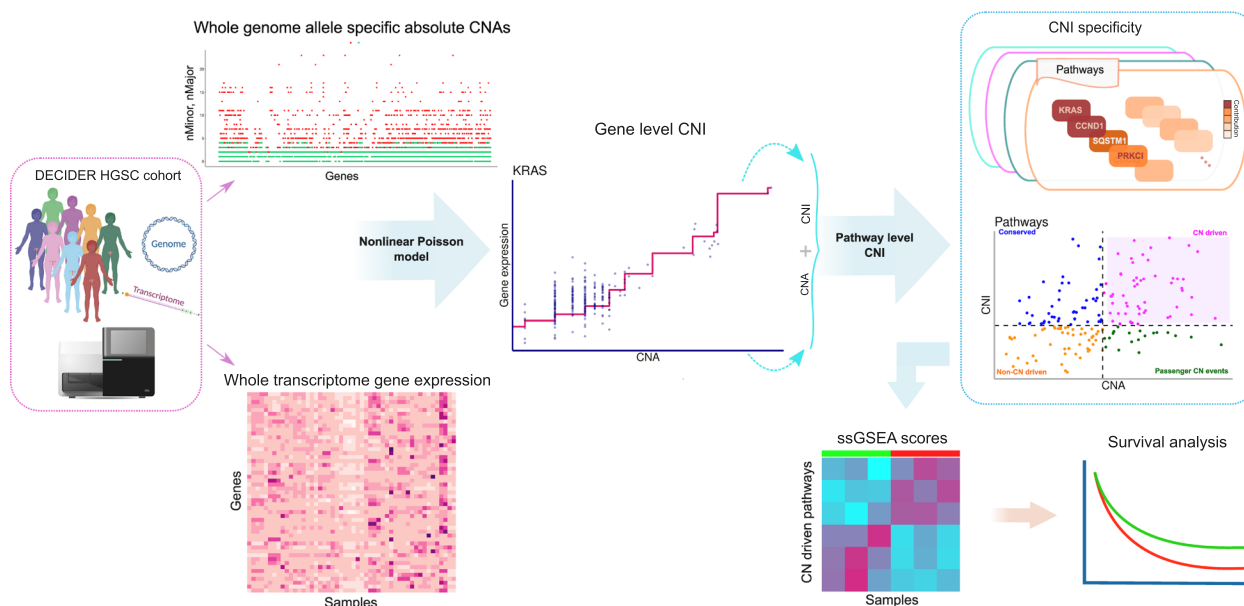 Whole genome allele specific absolute CNAs
nMinor, nMajor
Genes
DECIDER HGSC cohort
Genome
Transcriptome
Whole transcriptome gene expression
Genes
Samples
Nonlinear Poisson
model
Gene level CNI
KRAS
Gene expression
CNA
CNI
+
CNA
Pathway level
CNI
CNI specificity
Pathways
KRAS
CCND1
SQSTM1
PRKCI
Contribution
Pathways
Conserved
CN driven
CNI
Non-CN driven
Passenger CN events
CNA
ssGSEA scores
CN driven pathways
Samples
Survival analysis